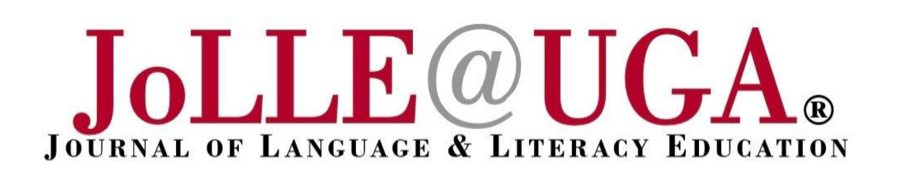 JoLLE@UGA®
JOURNAL OF LANGUAGE & LITERACY EDUCATION